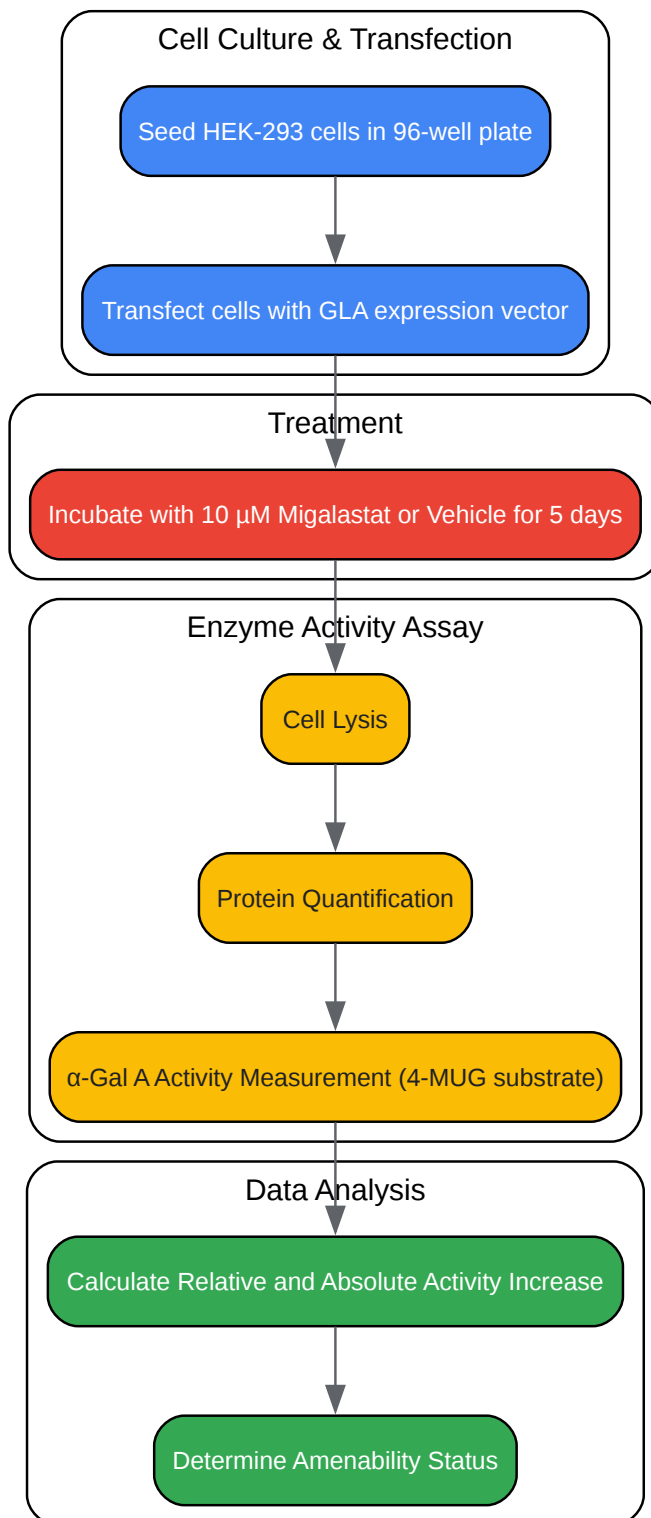 Cell Culture & Transfection
Seed HEK-293 cells in 96-well plate
Transfect cells with GLA expression vector
Treatment
Incubate with 10 µM Migalastat or Vehicle for 5 days
Enzyme Activity Assay
Cell Lysis
Protein Quantification
α-Gal A Activity Measurement (4-MUG substrate)
Data Analysis
Calculate Relative and Absolute Activity Increase
Determine Amenability Status